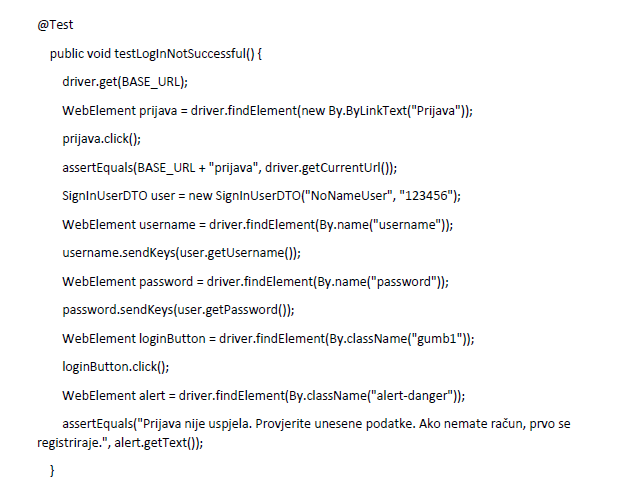 @Test
public void testLogInNotSuccessful() {
driver.get(BASE_URL);
WebElement prijava = driver.findElement(new By.ByLinkText("Prijava"));
prijava.click();
assertEquals(BASE_URL + "prijava", driver.getCurrentUrl());
SignInUserDTO user = new SignInUserDTO("NoNameUser", "123456");
WebElement username = driver.findElement(By.name("username"));
username.sendKeys(user.getUsername());
WebElement password = driver.findElement(By.name("password"));
password.sendKeys(user.getPassword());
WebElement loginButton = driver.findElement(By.className("gumb1"));
loginButton.click();
WebElement alert = driver.findElement(By.className("alert-danger"));
assertEquals("Prijava nije uspjela. Provjerite unesene podatke. Ako nemate račun, prvo se
registriraje.", alert.getText());
}